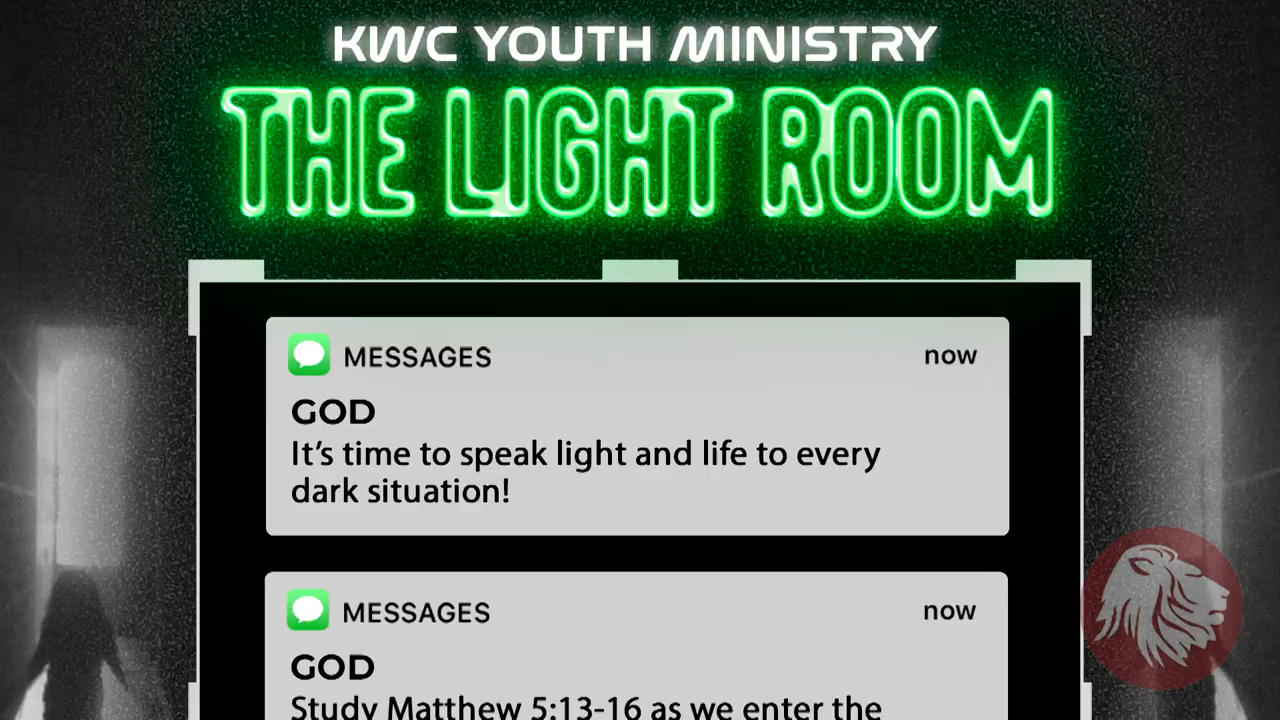 KWC YOUTH MINISTRY
THE LIGHT ROOM
MESSAGES now
GOD
It's time to speak light and life to every
dark situation!
MESSAGES now
GOD
Study Matthew 5:13-16 as we enter the